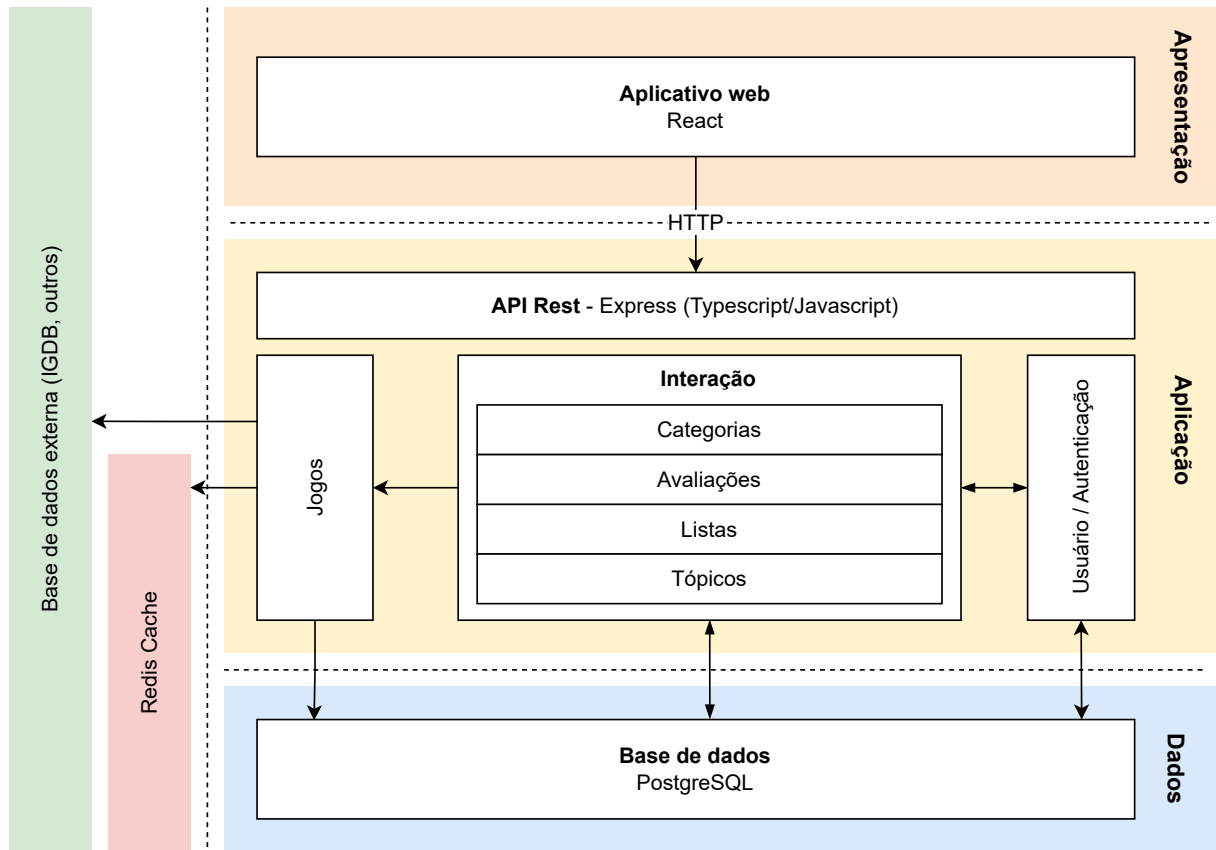 Apresentação
Aplicativo web
React
HTTP
API Rest - Express (Typescript/Javascript)
Aplicação
Base de dados externa (IGDB, outros)
Redis Cache
Jogos
Interação
Categorias
Avaliações
Listas
Tópicos
Usuário / Autenticação
Base de dados
PostgreSQL
Dados